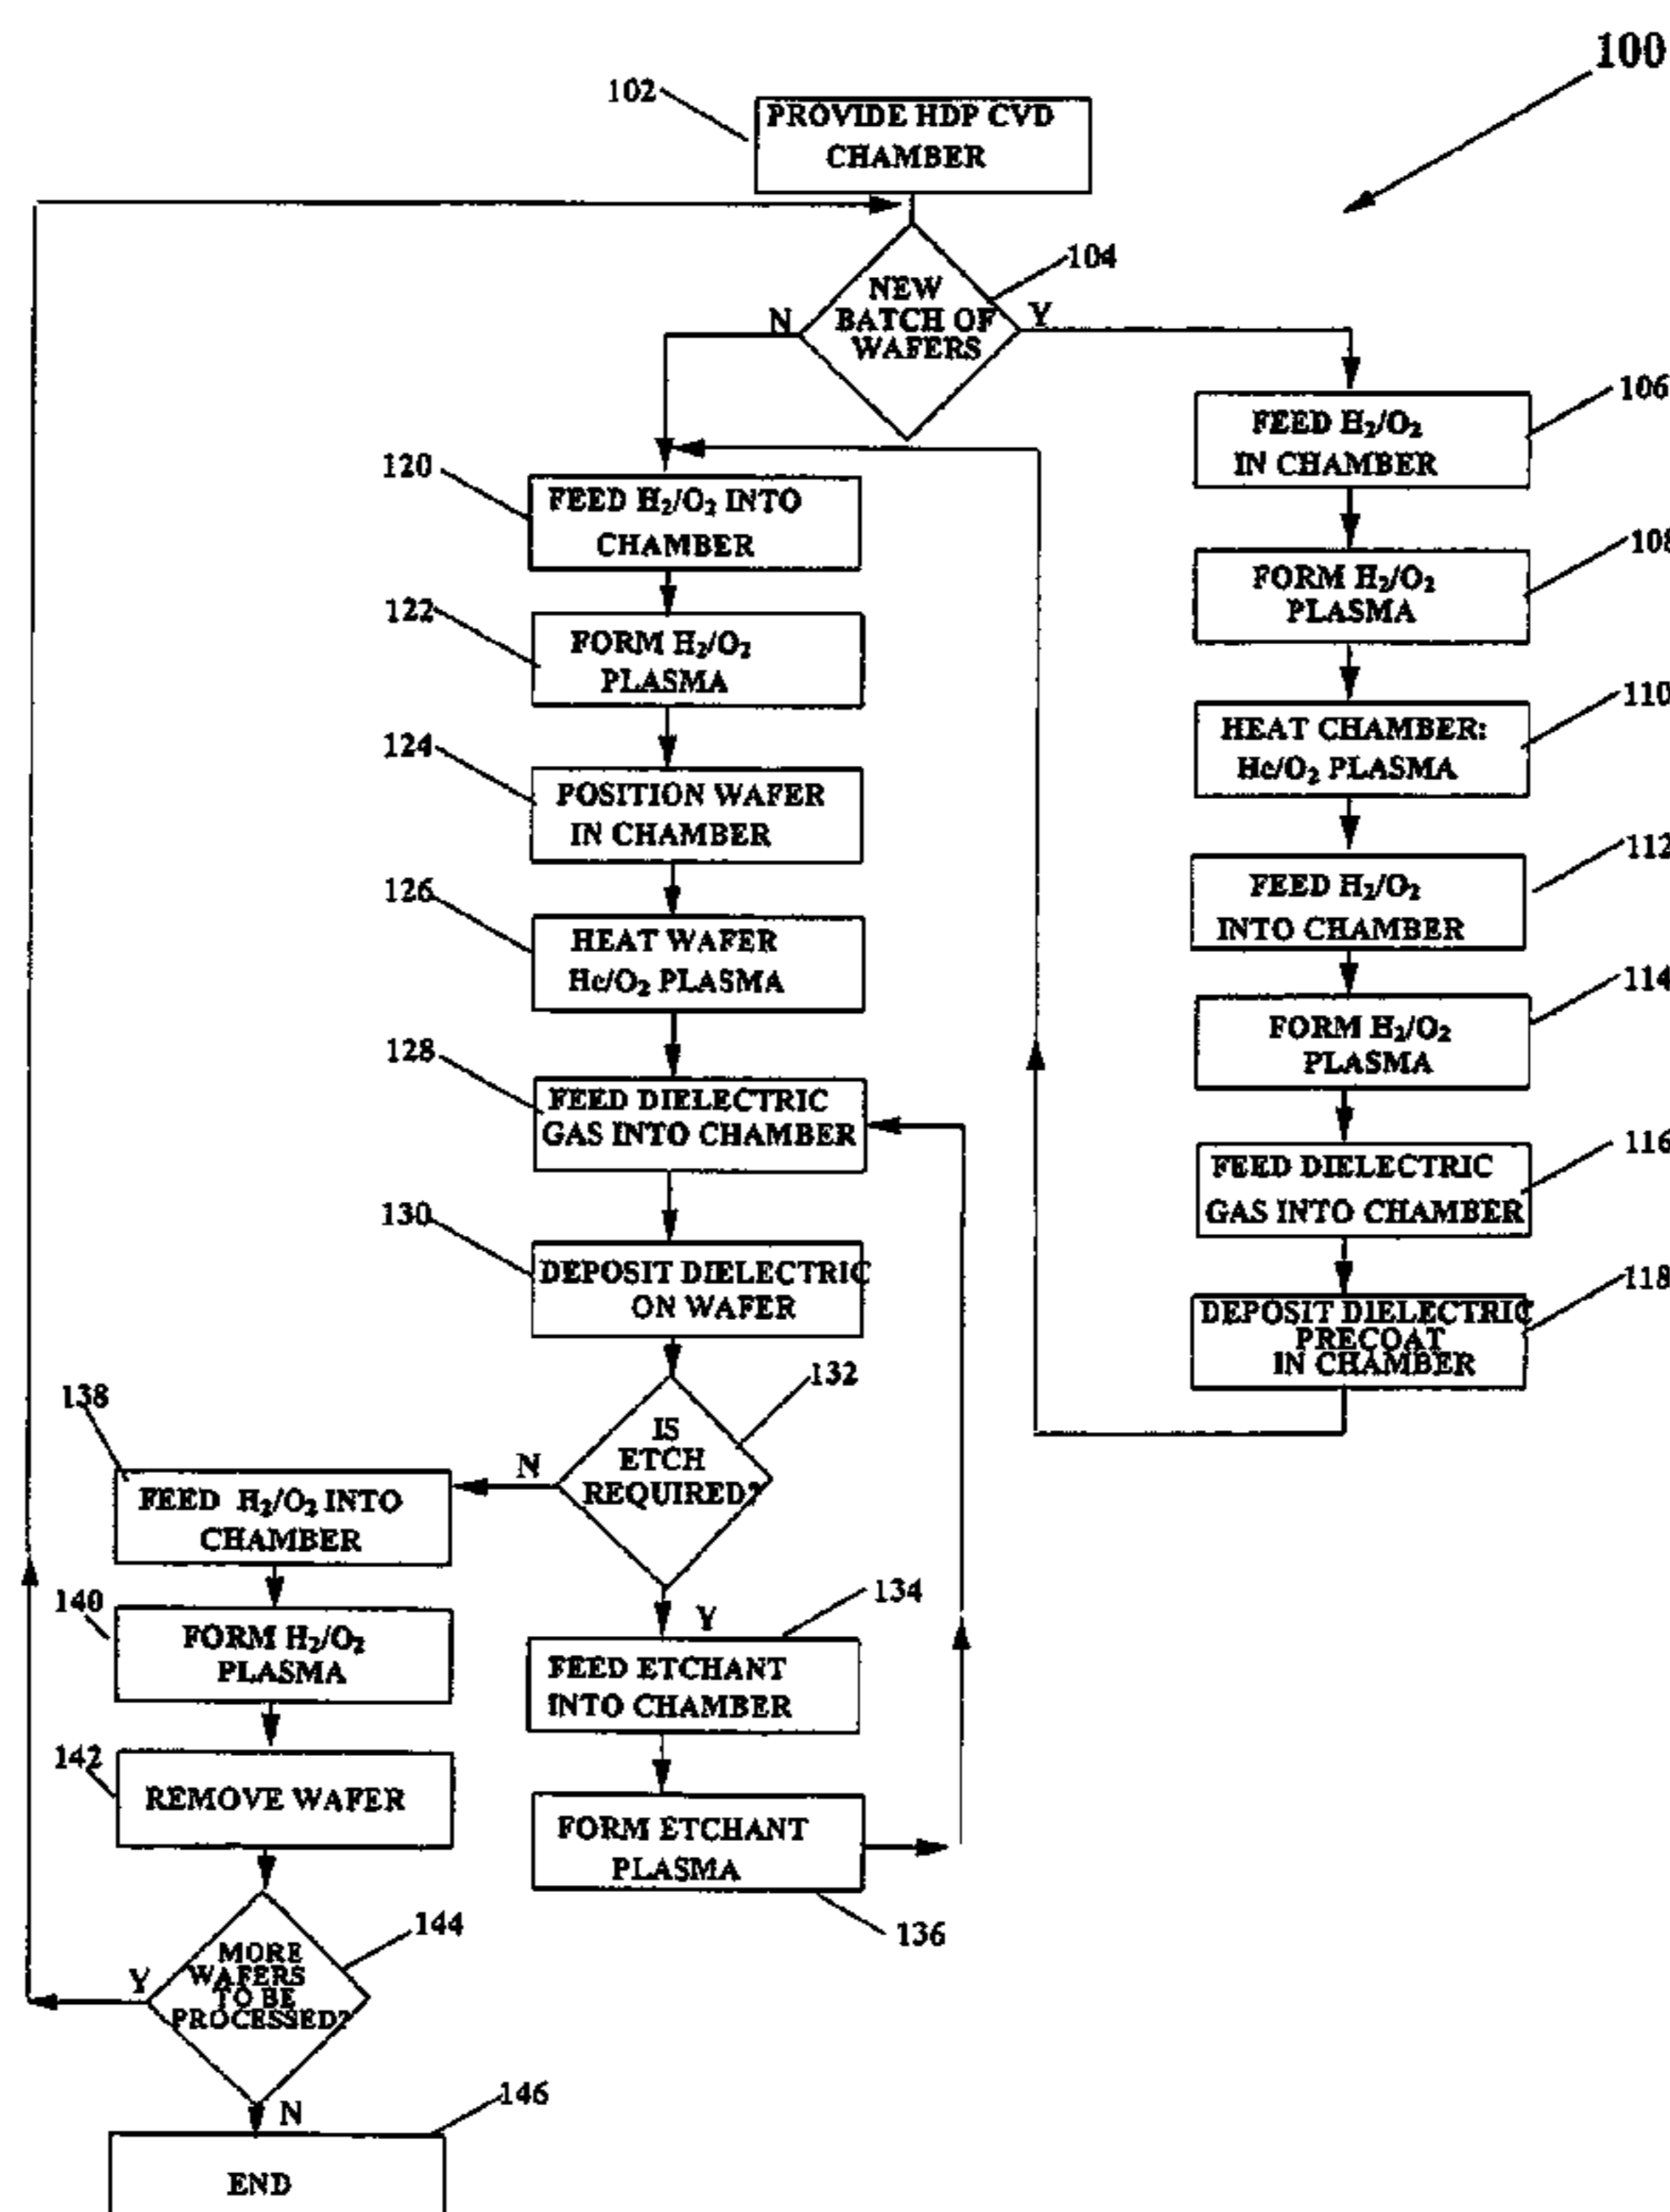 100
102
PROVIDE HDP CVD
CHAMBER
104
NEW
BATCH OF
WAFERS
N
Y
106
FEED H₂/O₂
IN CHAMBER
108
FORM H₂/O₂
PLASMA
110
HEAT CHAMBER:
He/O₂ PLASMA
112
FEED H₂/O₂
INTO CHAMBER
114
FORM H₂/O₂
PLASMA
116
FEED DIELECTRIC
GAS INTO CHAMBER
118
DEPOSIT DIELECTRIC
PRECOAT
IN CHAMBER
120
FEED H₂/O₂ INTO
CHAMBER
122
FORM H₂/O₂
PLASMA
124
POSITION WAFER
IN CHAMBER
126
HEAT WAFER
He/O₂ PLASMA
128
FEED DIELECTRIC
GAS INTO CHAMBER
130
DEPOSIT DIELECTRIC
ON WAFER
132
IS
ETCH
REQUIRED?
N
Y
134
FEED ETCHANT
INTO CHAMBER
FORM ETCHANT
PLASMA
136
138
FEED H₂/O₂ INTO
CHAMBER
140
FORM H₂/O₂
PLASMA
142
REMOVE WAFER
144
MORE
WAFERS
TO BE
PROCESSED?
Y
N
146
END